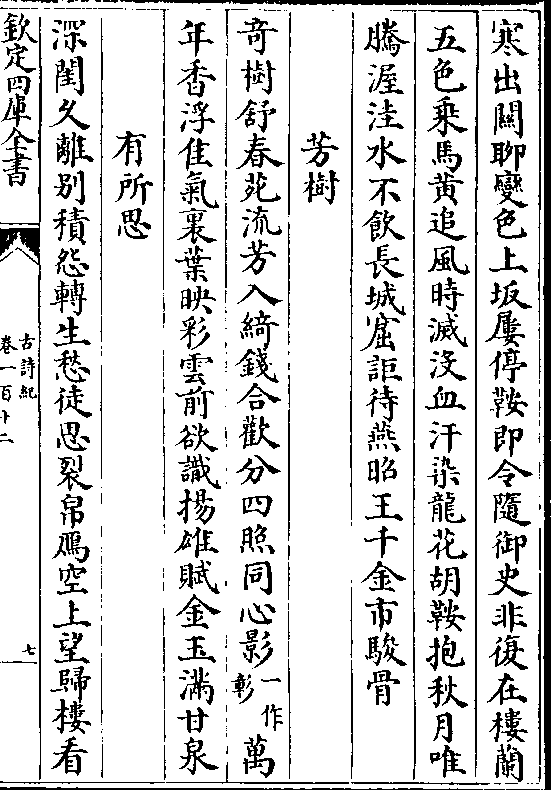 寒出關聊變色上坂屢停鞍即令隨御史非復在樓蘭
五色乗馬黄追風時滅没血汗染龍花胡鞍抱秋月唯
騰渥洼水不飲長城窟詎待燕昭王千金市駿骨
芳樹
竒樹舒春苑流芳入綺錢合歡分四照同心影一作彰萬
年香浮佳氣裏葉映彩雲前欲識揚雄賦金玉滿甘泉
有所思
深閨久離别積怨轉生愁徒思裂帛鴈空上望歸樓看
欽定四庫全書
古詩紀
卷一百十二
七